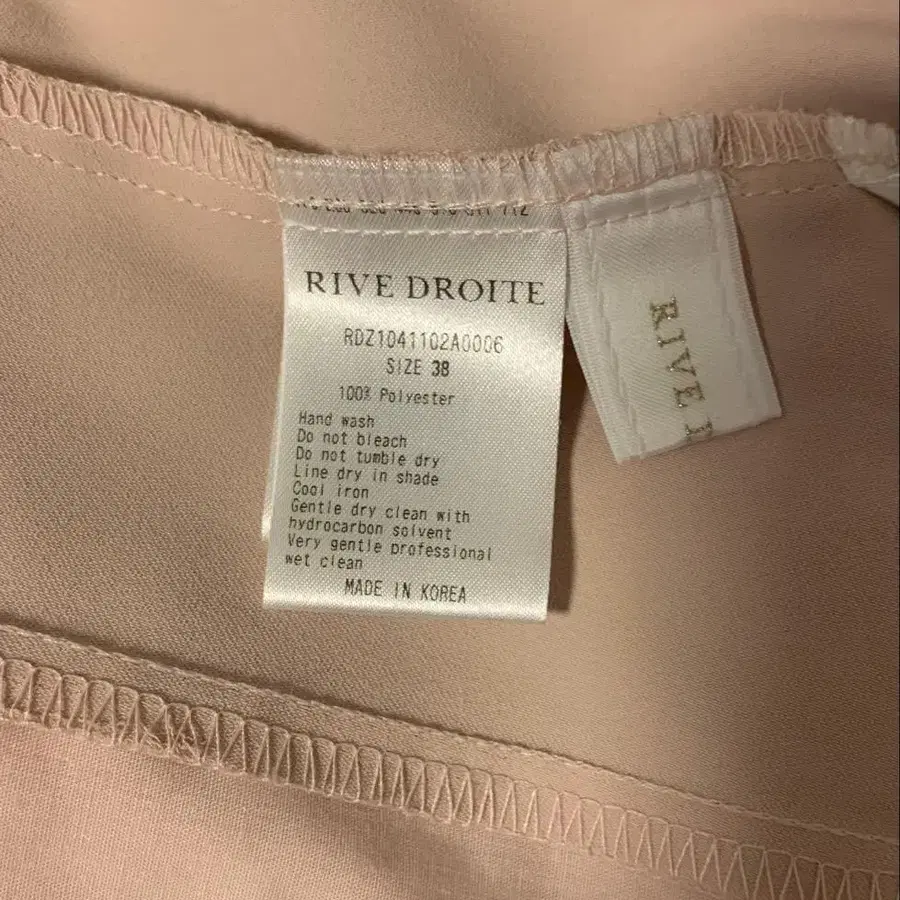 RIVE DROITE
RDZ1041102A0006
SIZE 38
100% Polyester
Hand wash
Do not bleach
Do not tumble dry
Line dry in shade
Cool iron
Gentle dry clean with
hydrocarbon solvent
Very gentle professional
wet clean
MADE IN KOREA
RIVE